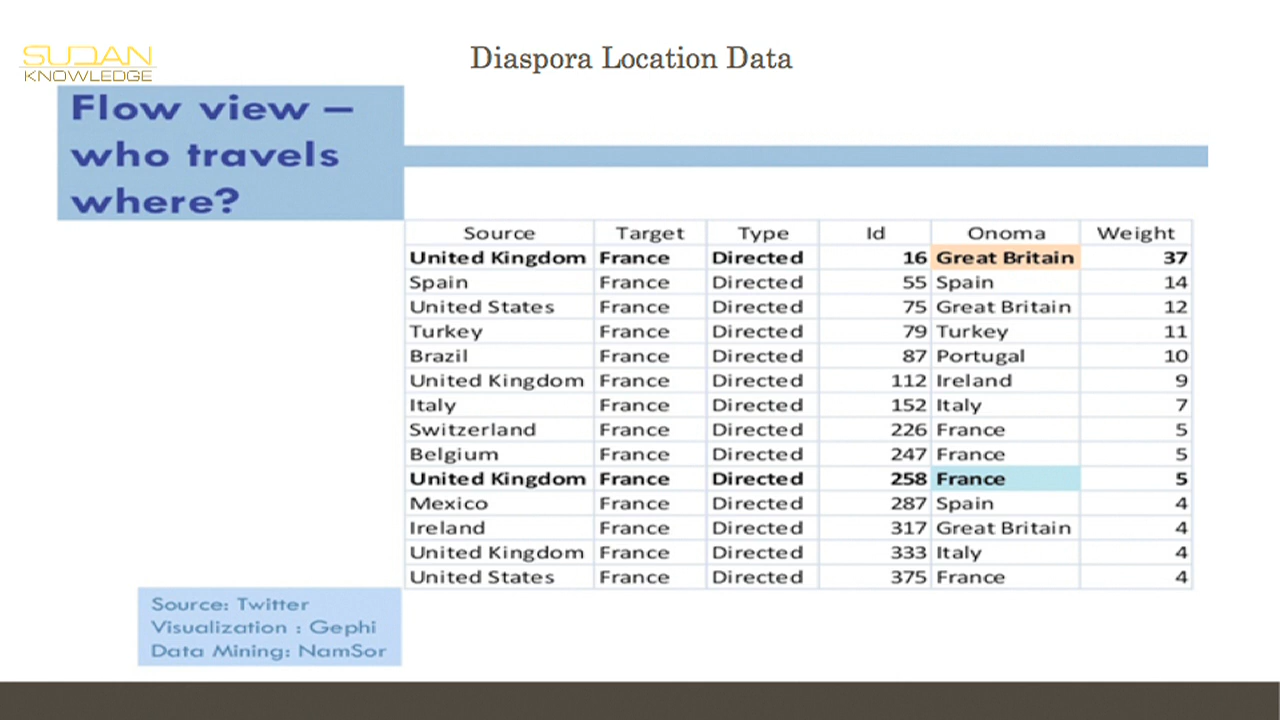 SUDAN
KNOWLEDGE
Diaspora Location Data
Flow view –
who travels
where?
Source Target Type Id Onoma Weight
United Kingdom France Directed 16 Great Britain 37
Spain France Directed 55 Spain 14
United States France Directed 75 Great Britain 12
Turkey France Directed 79 Turkey 11
Brazil France Directed 87 Portugal 10
United Kingdom France Directed 112 Ireland 9
Italy France Directed 152 Italy 7
Switzerland France Directed 226 France 5
Belgium France Directed 247 France 5
United Kingdom France Directed 258 France 5
Mexico France Directed 287 Spain 4
Ireland France Directed 317 Great Britain 4
United Kingdom France Directed 333 Italy 4
United States France Directed 375 France 4
Source: Twitter
Visualization : Gephi
Data Mining: NamSor